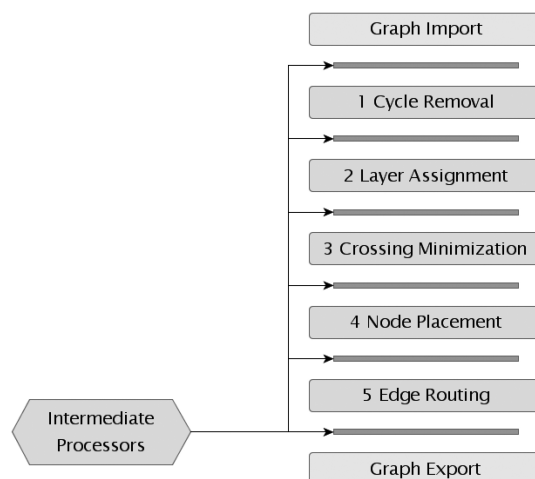 Graph Import
1 Cycle Removal
2 Layer Assignment
3 Crossing Minimization
4 Node Placement
5 Edge Routing
Intermediate
Processors
Graph Export